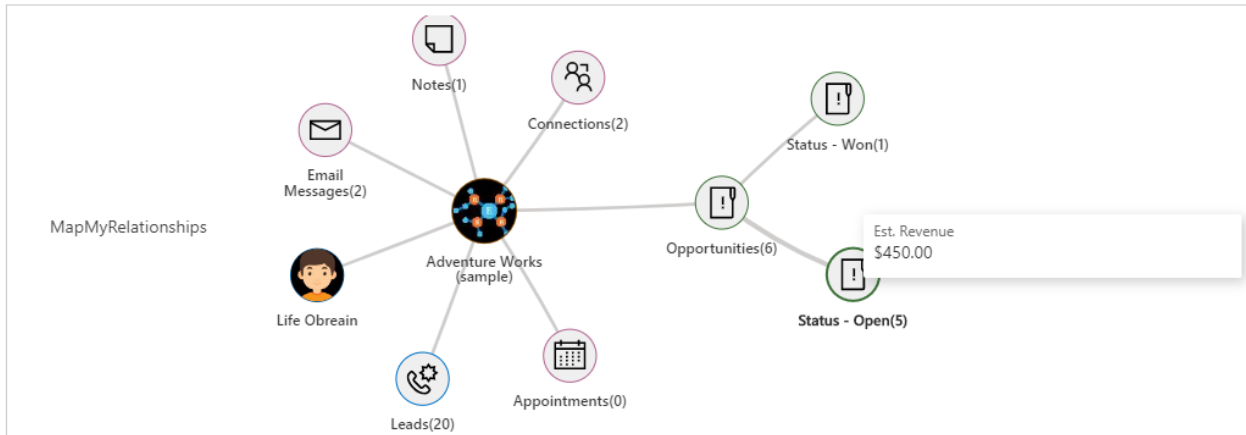 Notes(1)
Connections(2)
Status - Won(1)
Email
Messages(2)
MapMyRelationships
Est. Revenue
$450.00
Opportunities(6)
Adventure Works
(sample)
Life Obreain
Status - Open(5)
Appointments(0)
Leads(20)